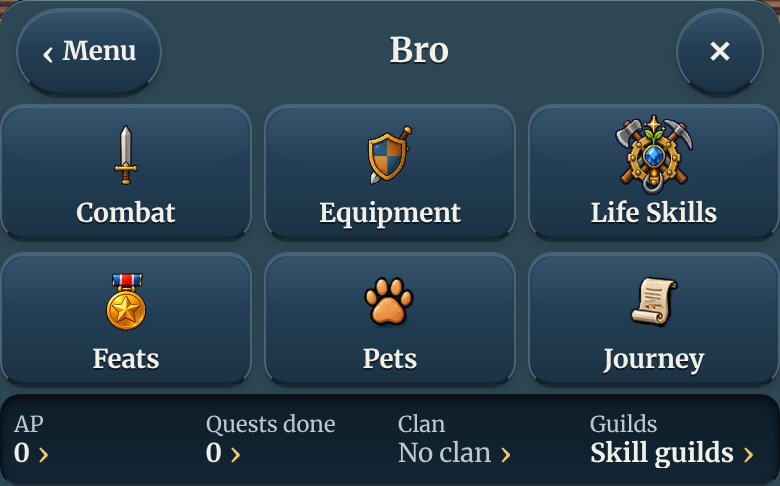 ‹ Menu
Bro
×
Combat
Equipment
Life Skills
Feats
Pets
Journey
AP
0 ›
Quests done
0 ›
Clan
No clan ›
Guilds
Skill guilds ›